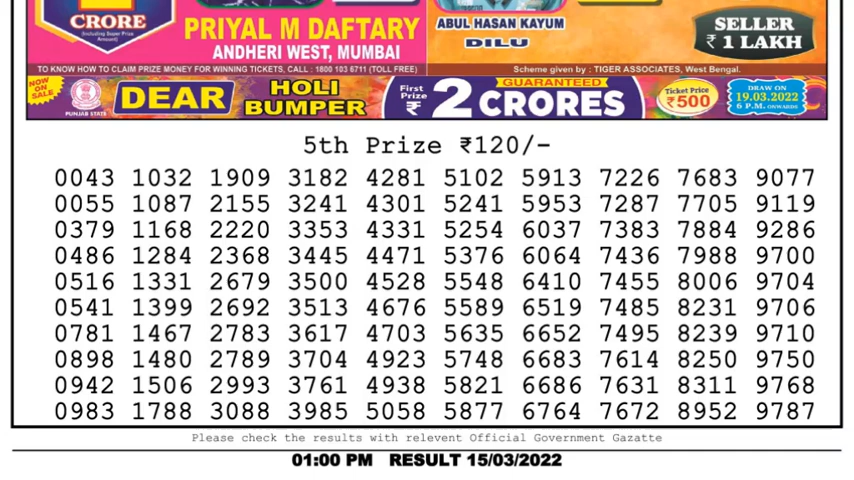 1
CRORE
(Including Super Prize Amount)
PRIYAL M DAFTARY
ANDHERI WEST, MUMBAI
ABUL HASAN KAYUM
DILU
SELLER
₹ 1 LAKH
TO KNOW HOW TO CLAIM PRIZE MONEY FOR WINNING TICKETS, CALL : 1800 103 6711 (TOLL FREE)
Scheme given by : TIGER ASSOCIATES, West Bengal.
NOW ON SALE
PUNJAB STATE
DEAR
HOLI
BUMPER
First Prize ₹
2 CRORES
GUARANTEED
Ticket Price
₹500
DRAW ON
19.03.2022
6 P.M. ONWARDS
5th Prize ₹120/-
0043 1032 1909 3182 4281 5102 5913 7226 7683 9077
0055 1087 2155 3241 4301 5241 5953 7287 7705 9119
0379 1168 2220 3353 4331 5254 6037 7383 7884 9286
0486 1284 2368 3445 4471 5376 6064 7436 7988 9700
0516 1331 2679 3500 4528 5548 6410 7455 8006 9704
0541 1399 2692 3513 4676 5589 6519 7485 8231 9706
0781 1467 2783 3617 4703 5635 6652 7495 8239 9710
0898 1480 2789 3704 4923 5748 6683 7614 8250 9750
0942 1506 2993 3761 4938 5821 6686 7631 8311 9768
0983 1788 3088 3985 5058 5877 6764 7672 8952 9787
Please check the results with relevent Official Government Gazatte
01:00 PM RESULT 15/03/2022